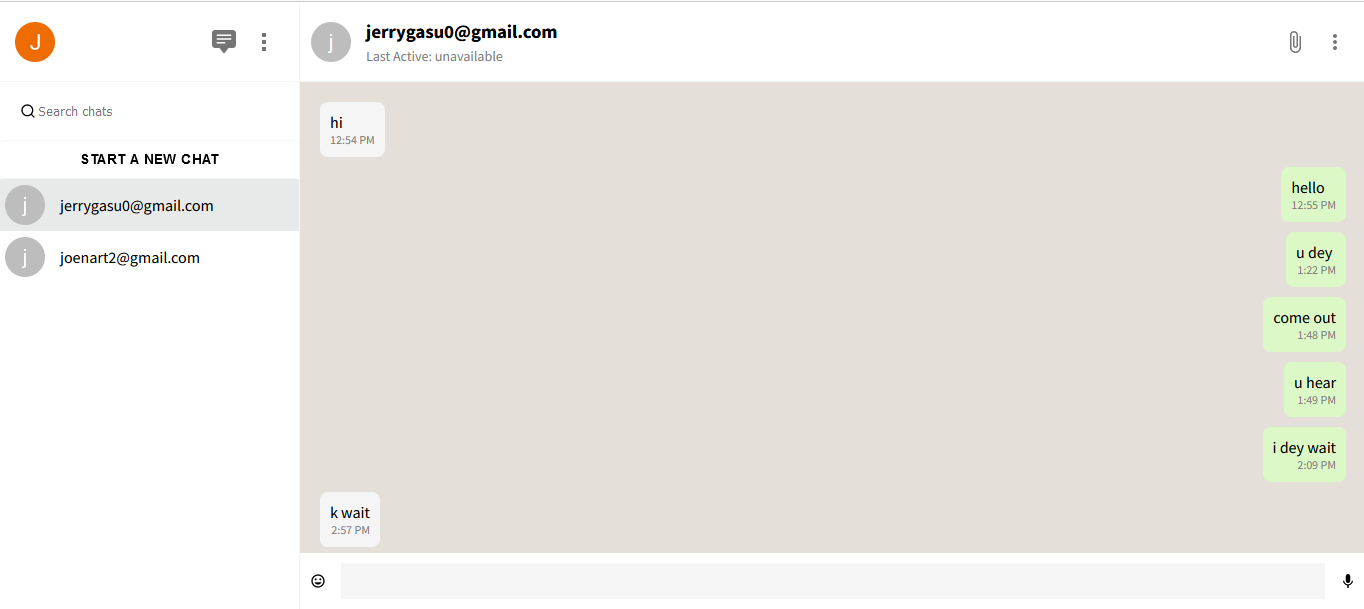 J
j
jerrygasu0@gmail.com
Last Active: unavailable
Search chats
START A NEW CHAT
j
jerrygasu0@gmail.com
j
joenart2@gmail.com
hi
12:54 PM
hello
12:55 PM
u dey
1:22 PM
come out
1:48 PM
u hear
1:49 PM
i dey wait
2:09 PM
k wait
2:57 PM